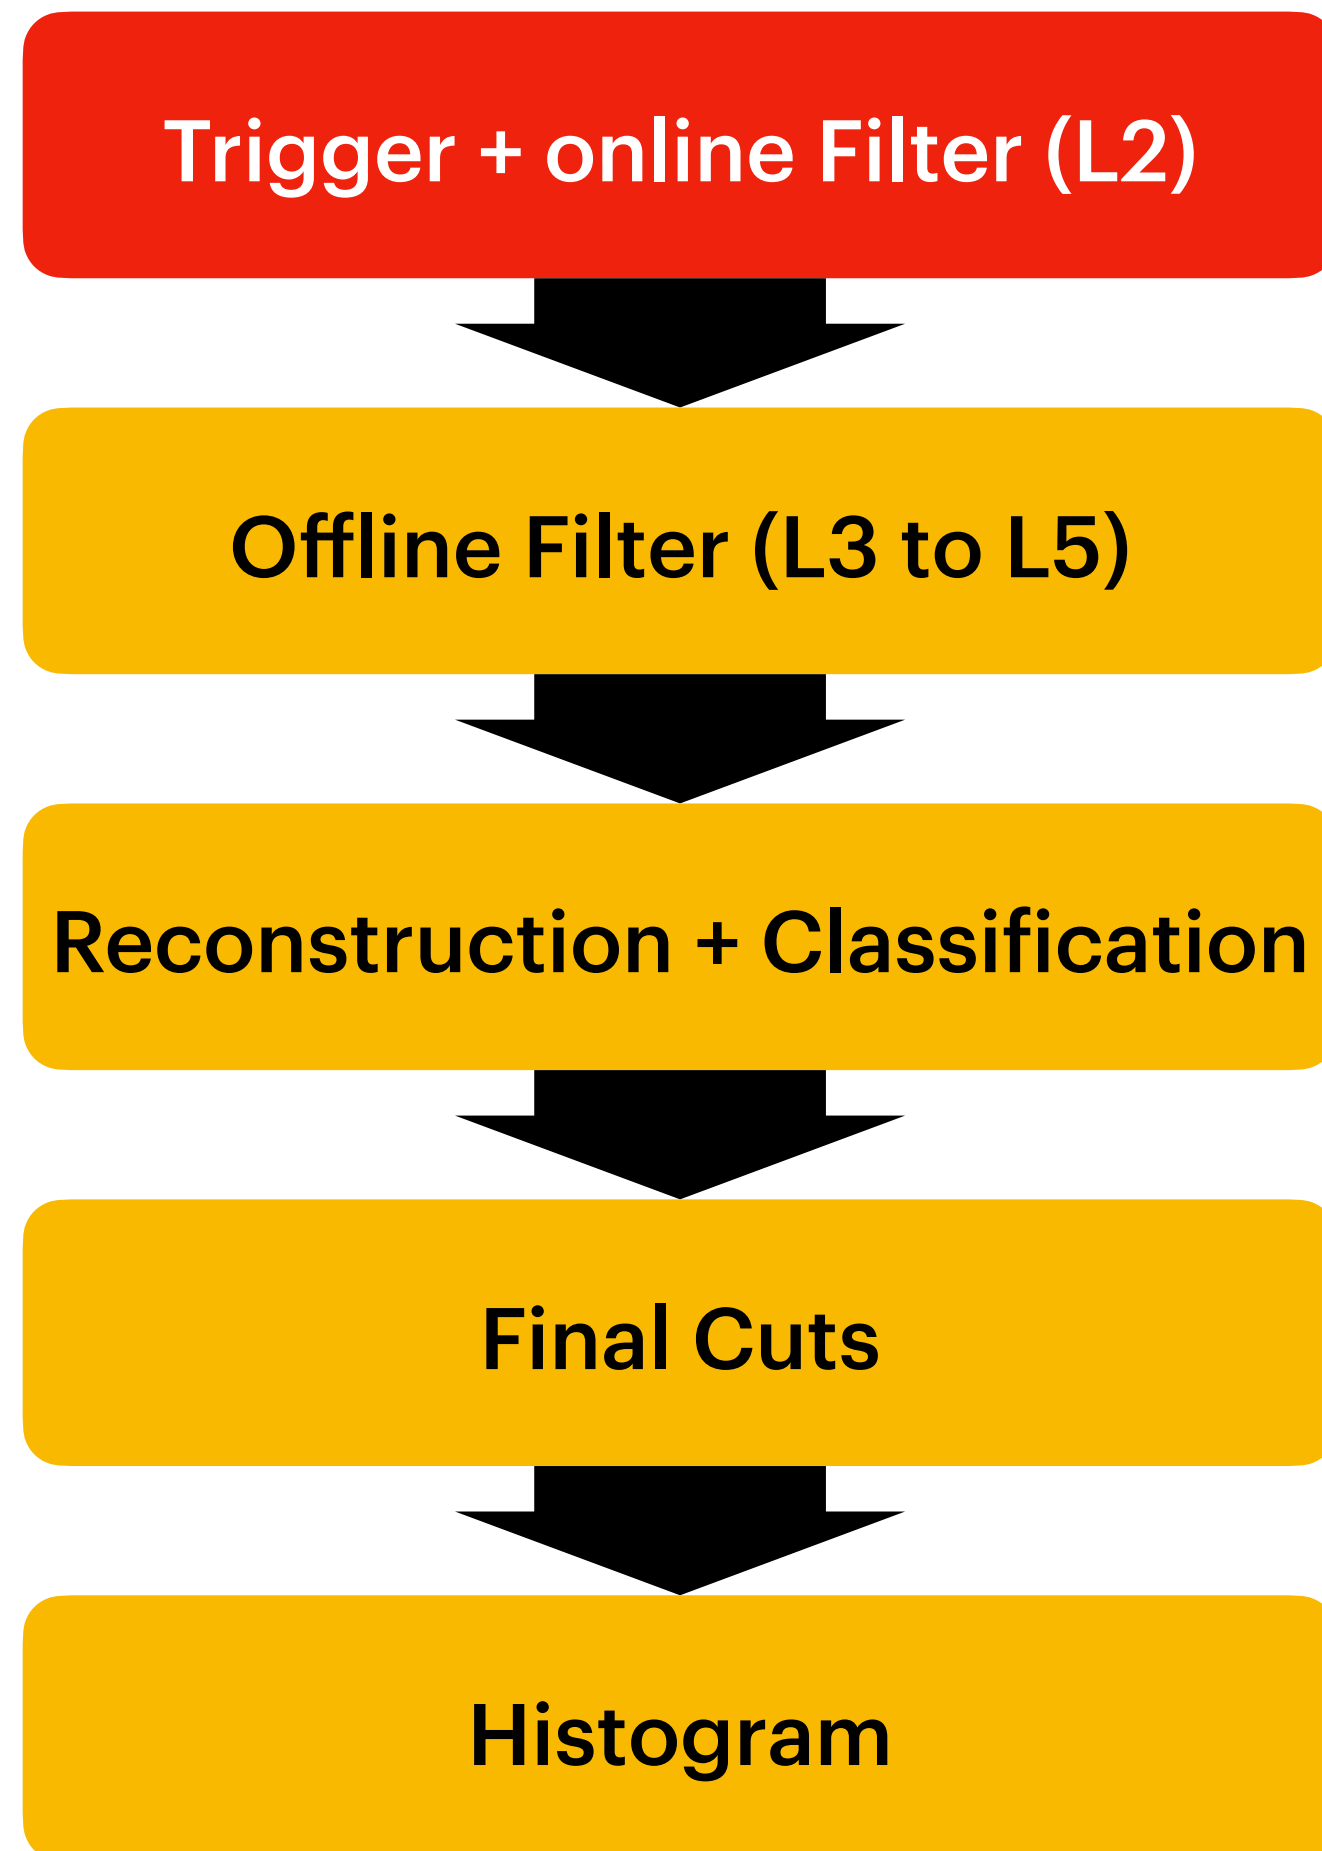 Trigger + online Filter (L2)
Offline Filter (L3 to L5)
Reconstruction + Classification
Final Cuts
Histogram